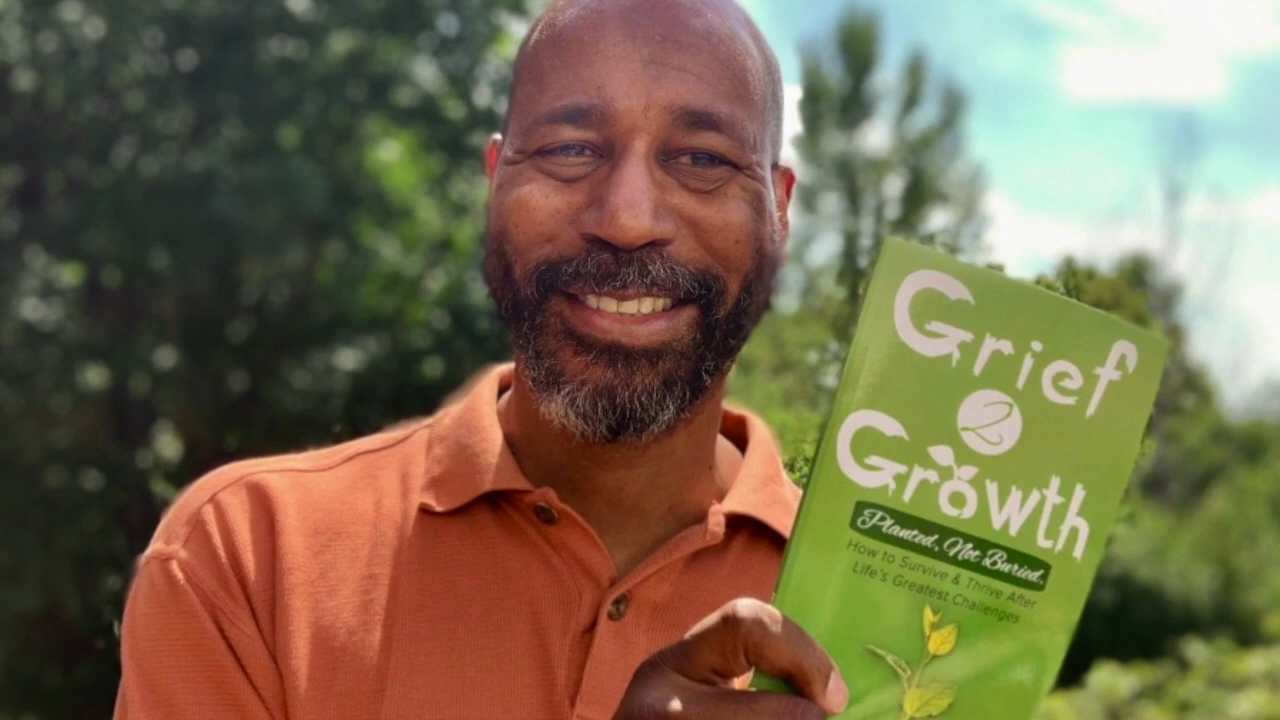 Grief
2
Growth
Planted, Not Buried.
How to Survive & Thrive After
Life's Greatest Challenges